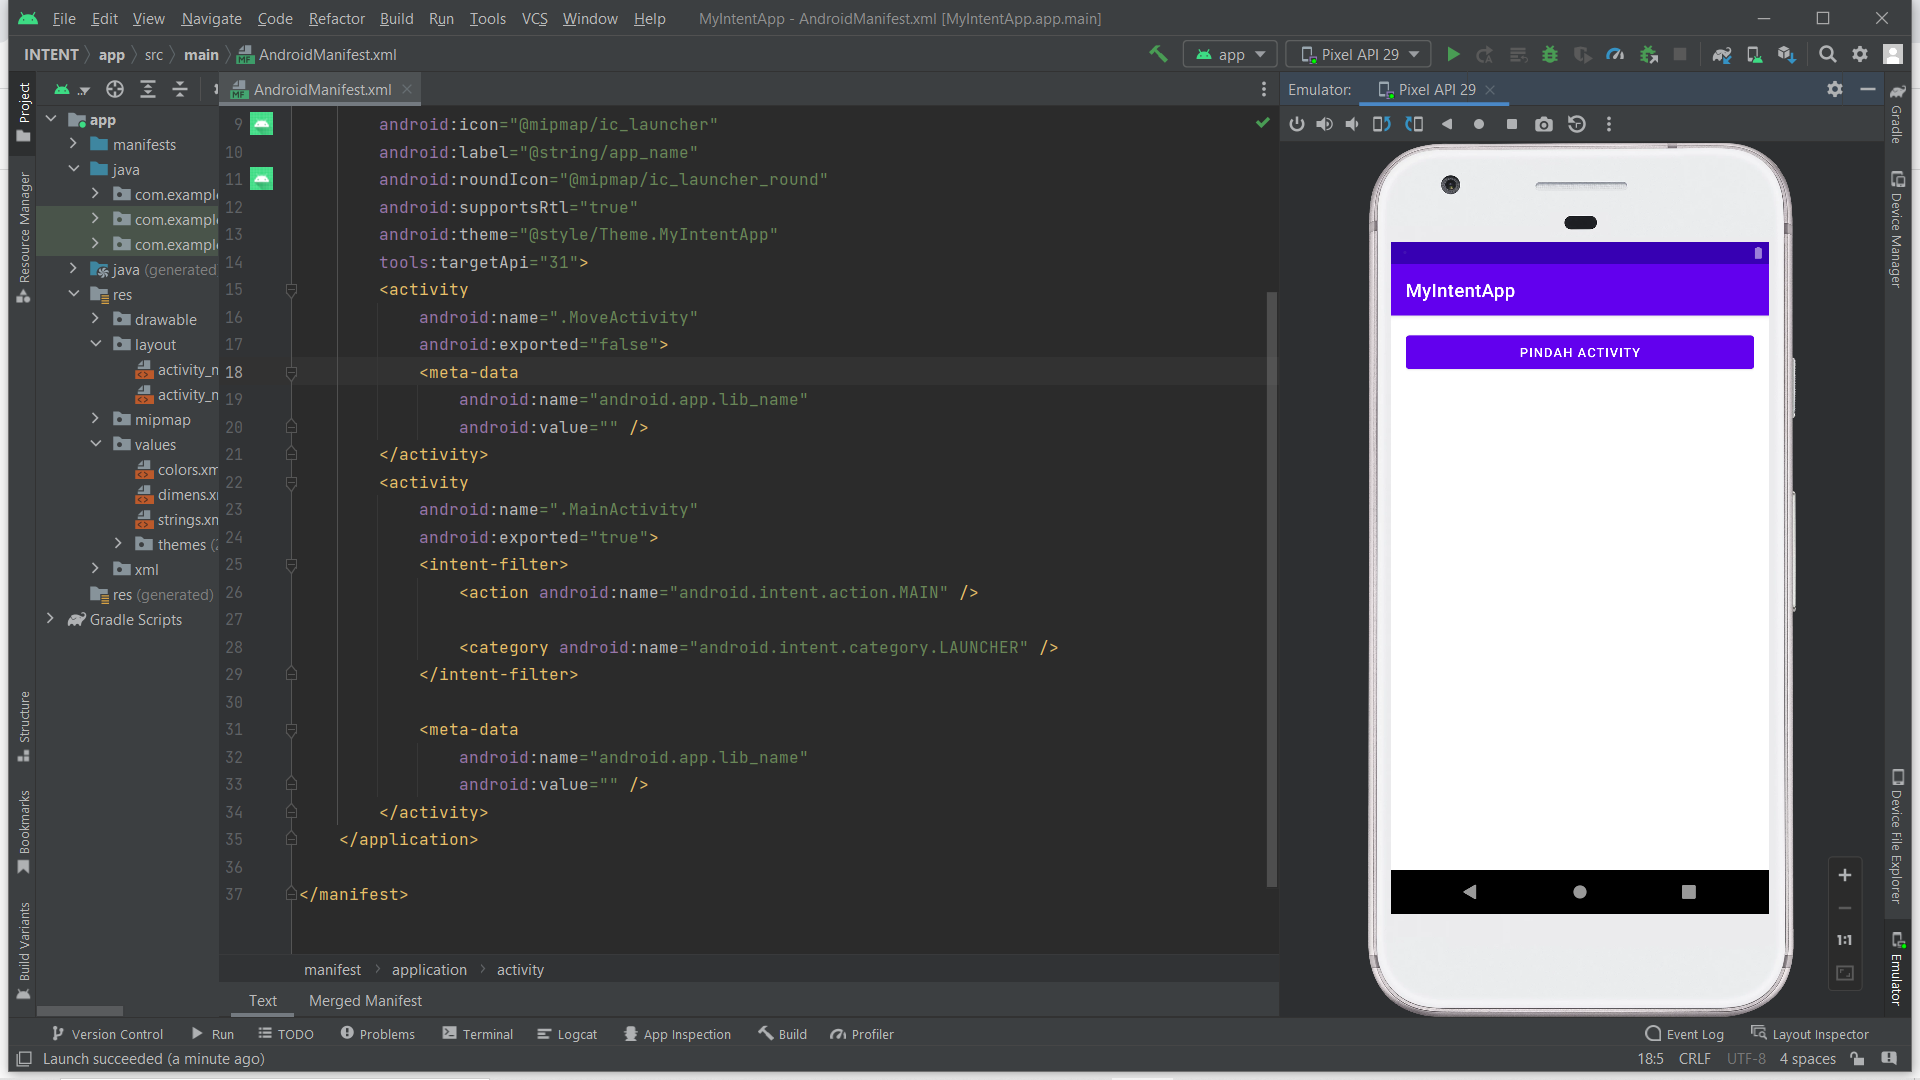 File Edit View Navigate Code Refactor Build Run Tools VCS Window Help MyIntentApp - AndroidManifest.xml [MyIntentApp.app.main]
INTENT app src main AndroidManifest.xml app Pixel API 29
Project
Resource Manager
Structure
Bookmarks
Build Variants
app
manifests
java
com.exampl
com.exampl
com.exampl
java (generated
res
drawable
layout
activity_n
activity_n
mipmap
values
colors.xm
dimens.x
strings.xn
themes (
xml
res (generated)
Gradle Scripts
AndroidManifest.xml
9 android:icon="@mipmap/ic_launcher"
10 android:label="@string/app_name"
11 android:roundIcon="@mipmap/ic_launcher_round"
12 android:supportsRtl="true"
13 android:theme="@style/Theme.MyIntentApp"
14 tools:targetApi="31">
15 <activity
16 android:name=".MoveActivity"
17 android:exported="false">
18 <meta-data
19 android:name="android.app.lib_name"
20 android:value="" />
21 </activity>
22 <activity
23 android:name=".MainActivity"
24 android:exported="true">
25 <intent-filter>
26 <action android:name="android.intent.action.MAIN" />
27
28 <category android:name="android.intent.category.LAUNCHER" />
29 </intent-filter>
30
31 <meta-data
32 android:name="android.app.lib_name"
33 android:value="" />
34 </activity>
35 </application>
36
37 </manifest>
manifest application activity
Text Merged Manifest
Emulator: Pixel API 29
MyIntentApp
PINDAH ACTIVITY
1:1
Gradle
Device Manager
Device File Explorer
Emulator
Version Control Run TODO Problems Terminal Logcat App Inspection Build Profiler Event Log Layout Inspector
Launch succeeded (a minute ago) 18:5 CRLF UTF-8 4 spaces